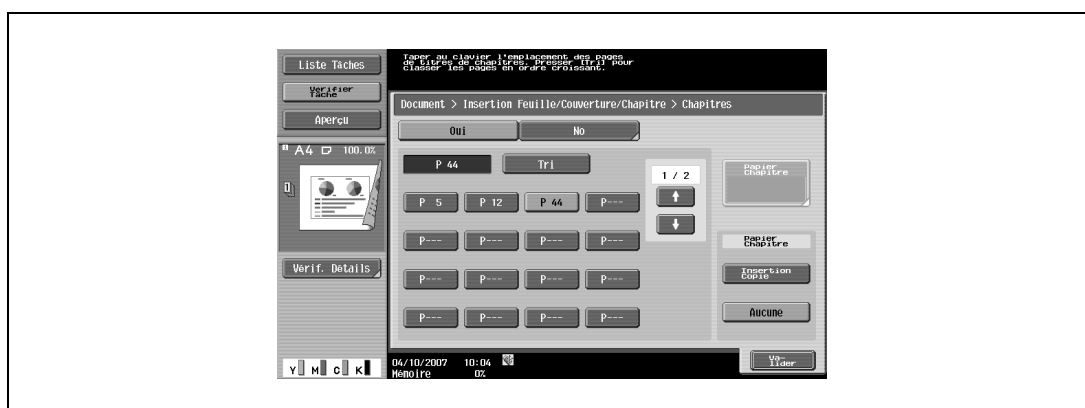 Liste Tâches
Vérifier
Tâche
Aperçu
A4 100.0%
1
Vérif. Détails
Y M C K
Taper au clavier l'emplacement des pages
de titres de chapitres. Presser [Tri] pour
classer les pages en ordre croissant.
Document > Insertion Feuille/Couverture/Chapitre > Chapitres
Oui No
P 44 Tri
1 / 2
P 5 P 12 P 44 P---
P--- P--- P--- P---
P--- P--- P--- P---
P--- P--- P--- P---
Papier
Chapitre
Papier
Chapitre
Insertion
Copie
Aucune
Va-
lider
04/10/2007 10:04
Mémoire 0%